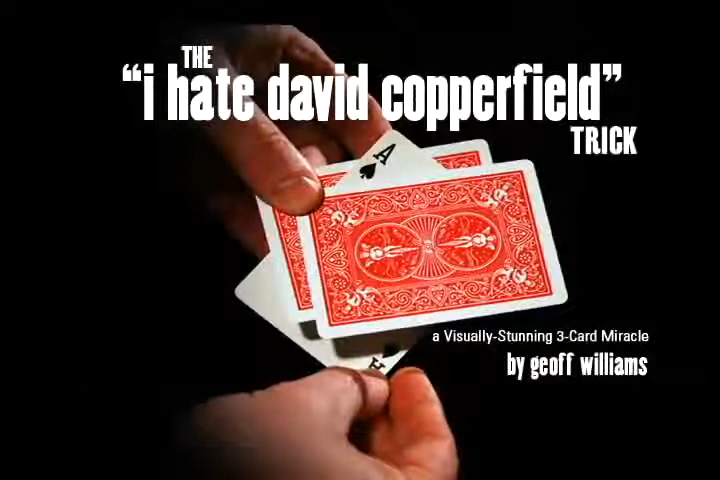 THE
“i hate david copperfield”
TRICK
A
a Visually-Stunning 3-Card Miracle
by geoff williams
A